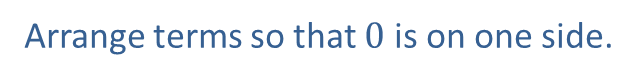 Arrange terms so that 0 is on one side.